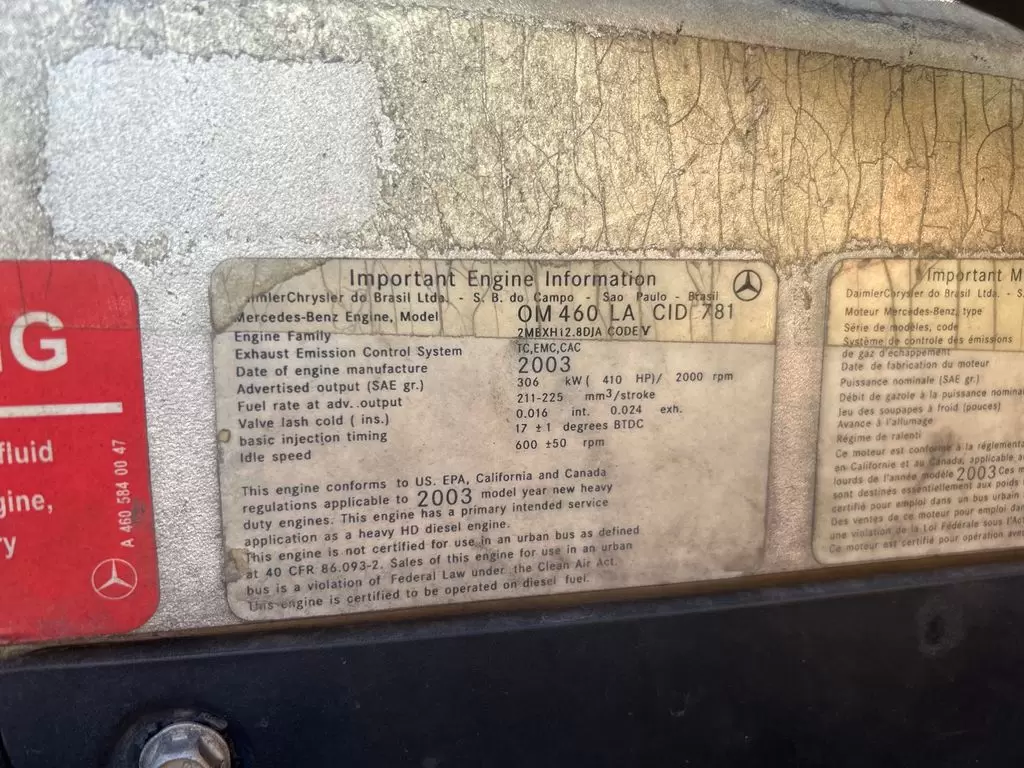 G
fluid
gine,
ry
A 460 584 00 47
Important Engine Information
DaimlerChrysler do Brasil Ltda. - S. B. do Campo - Sao Paulo - Brasil
Mercedes-Benz Engine, Model OM 460 LA CID 781
Engine Family 2MBXH12.8DJA CODE V
Exhaust Emission Control System TC,EMC,CAC
Date of engine manufacture 2003
Advertised output (SAE gr.) 306 kW ( 410 HP)/ 2000 rpm
Fuel rate at adv. output 211-225 mm³/stroke
Valve lash cold ( ins.) 0.016 int. 0.024 exh.
basic injection timing 17 ±1 degrees BTDC
Idle speed 600 ±50 rpm
This engine conforms to US. EPA, California and Canada
regulations applicable to 2003 model year new heavy
duty engines. This engine has a primary intended service
application as a heavy HD diesel engine.
This engine is not certified for use in an urban bus as defined
at 40 CFR 86.093-2. Sales of this engine for use in an urban
bus is a violation of Federal Law under the Clean Air Act.
This engine is certified to be operated on diesel fuel.
Important M
DaimlerChrysler do Brasil Ltda. - S
Moteur Mercedes-Benz, type
Série de modèles, code
Système de contrôle des émissions
de gaz d'échappement
Date de fabrication du moteur
Puissance nominale (SAE gr.)
Débit de gazole à la puissance nomina
Jeu des soupapes à froid (pouces)
Avance à l'allumage
Régime de ralenti
Ce moteur est conforme à la réglementa
en Californie et au Canada, applicable a
lourds de l'année modèle 2003 Ces m
sont destinés essentiellement aux poids
certifié pour emploi dans un bus urbain
Des ventes de ce moteur pour emploi dan
une violation de la Loi Fédérale sous l'Ac
Ce moteur est certifié pour opération ave